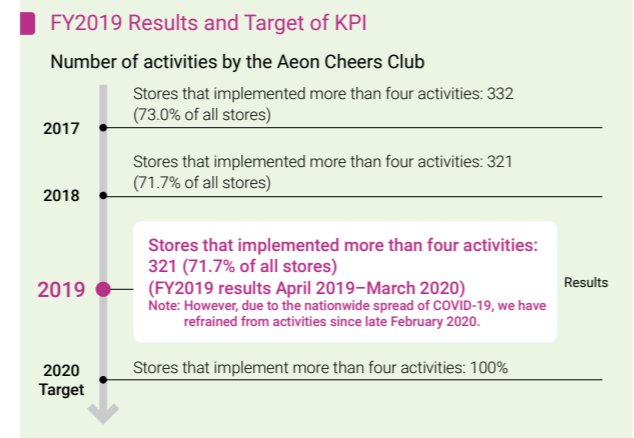 FY2019 Results and Target of KPI
Number of activities by the Aeon Cheers Club
Stores that implemented more than four activities: 332
(73.0% of all stores)
2017
Stores that implemented more than four activities: 321
(71.7% of all stores)
2018
Stores that implemented more than four activities:
321 (71.7% of all stores)
(FY2019 results April 2019–March 2020)
Note: However, due to the nationwide spread of COVID-19, we have
refrained from activities since late February 2020.
2019
Results
Stores that implement more than four activities: 100%
2020
Target